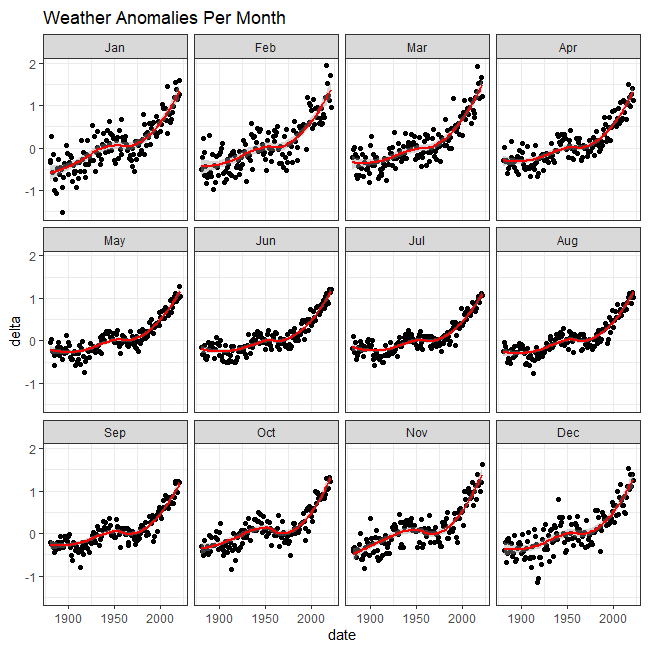 Weather Anomalies Per Month
Jan Feb Mar Apr
2
1
0
-1
May Jun Jul Aug
2
1
0
-1
delta
Sep Oct Nov Dec
2
1
0
-1
1900 1950 2000 1900 1950 2000 1900 1950 2000 1900 1950 2000
date